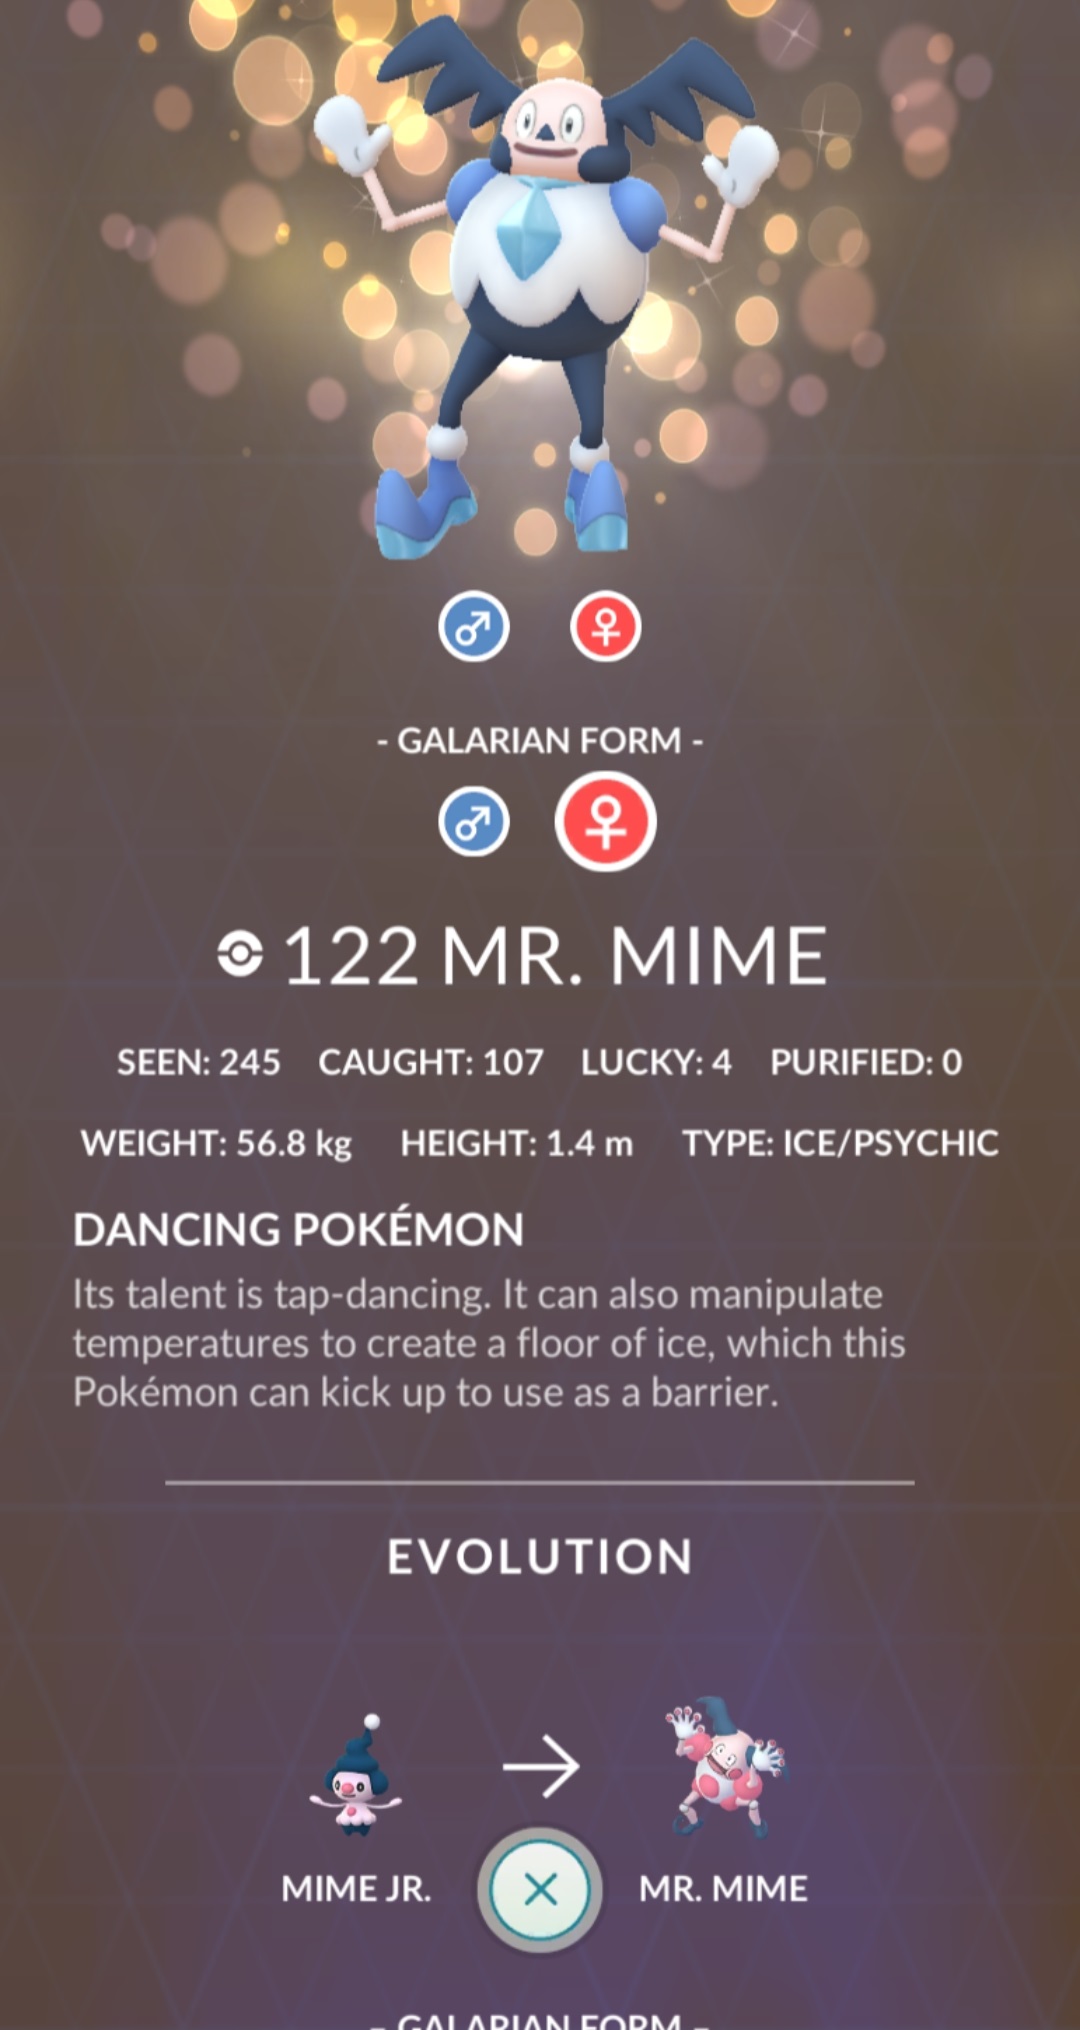 - GALARIAN FORM -
122 MR. MIME
SEEN: 245 CAUGHT: 107 LUCKY: 4 PURIFIED: 0
WEIGHT: 56.8 kg HEIGHT: 1.4 m TYPE: ICE/PSYCHIC
DANCING POKÉMON
Its talent is tap-dancing. It can also manipulate
temperatures to create a floor of ice, which this
Pokémon can kick up to use as a barrier.
EVOLUTION
MIME JR. MR. MIME
- GALARIAN FORM -